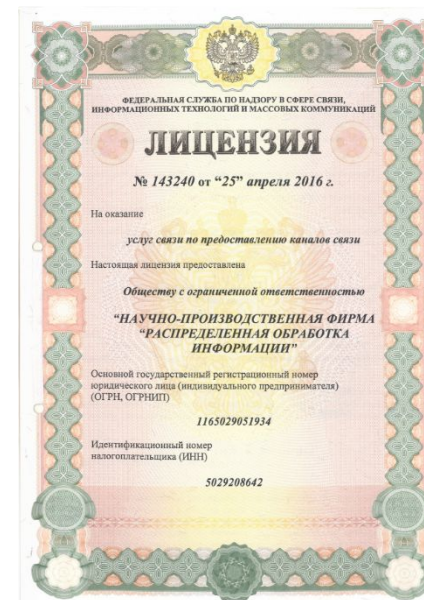 ФЕДЕРАЛЬНАЯ СЛУЖБА ПО НАДЗОРУ В СФЕРЕ СВЯЗИ,
ИНФОРМАЦИОННЫХ ТЕХНОЛОГИЙ И МАССОВЫХ КОММУНИКАЦИЙ
ЛИЦЕНЗИЯ
№ 143240 от “25” апреля 2016 г.
На оказание
услуг связи по предоставлению каналов связи
Настоящая лицензия предоставлена
Обществу с ограниченной ответственностью
“НАУЧНО-ПРОИЗВОДСТВЕННАЯ ФИРМА
“РАСПРЕДЕЛЕННАЯ ОБРАБОТКА
ИНФОРМАЦИИ”
Основной государственный регистрационный номер
юридического лица (индивидуального предпринимателя)
(ОГРН, ОГРНИП)
1165029051934
Идентификационный номер
налогоплательщика (ИНН)
5029208642